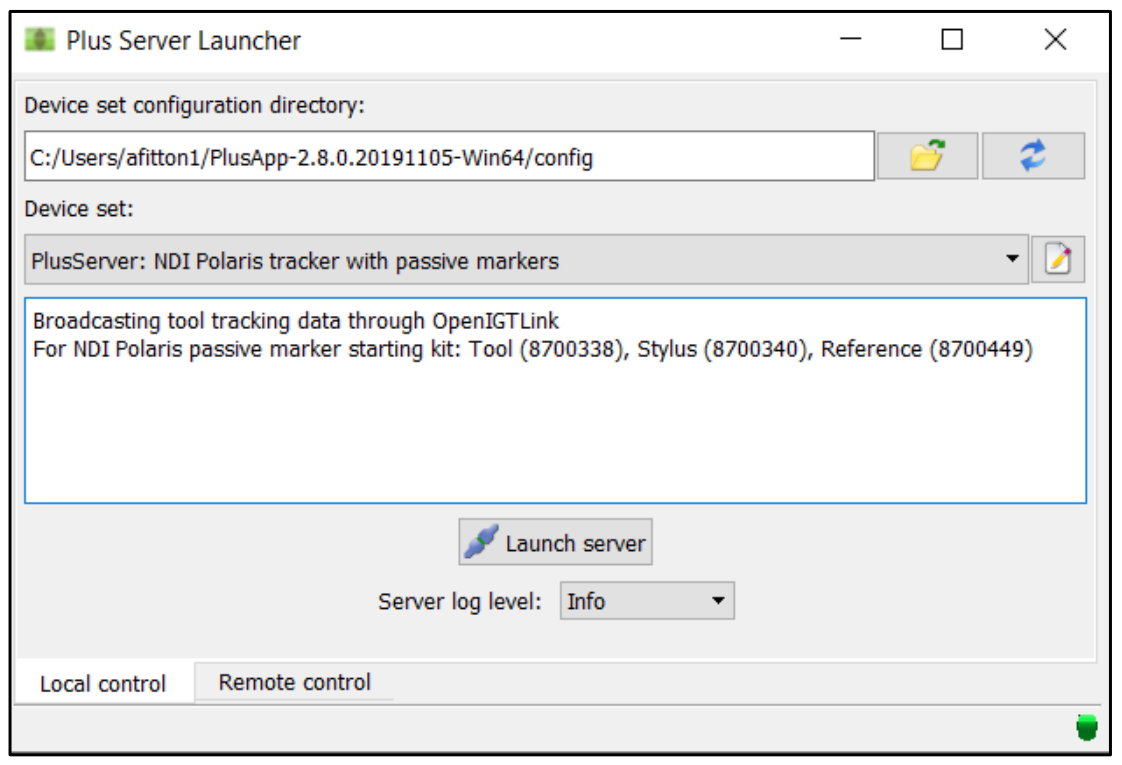 Plus Server Launcher
Device set configuration directory:
C:/Users/afitton1/PlusApp-2.8.0.20191105-Win64/config
Device set:
PlusServer: NDI Polaris tracker with passive markers
Broadcasting tool tracking data through OpenIGTLink
For NDI Polaris passive marker starting kit: Tool (8700338), Stylus (8700340), Reference (8700449)
Launch server
Server log level: Info
Local control Remote control